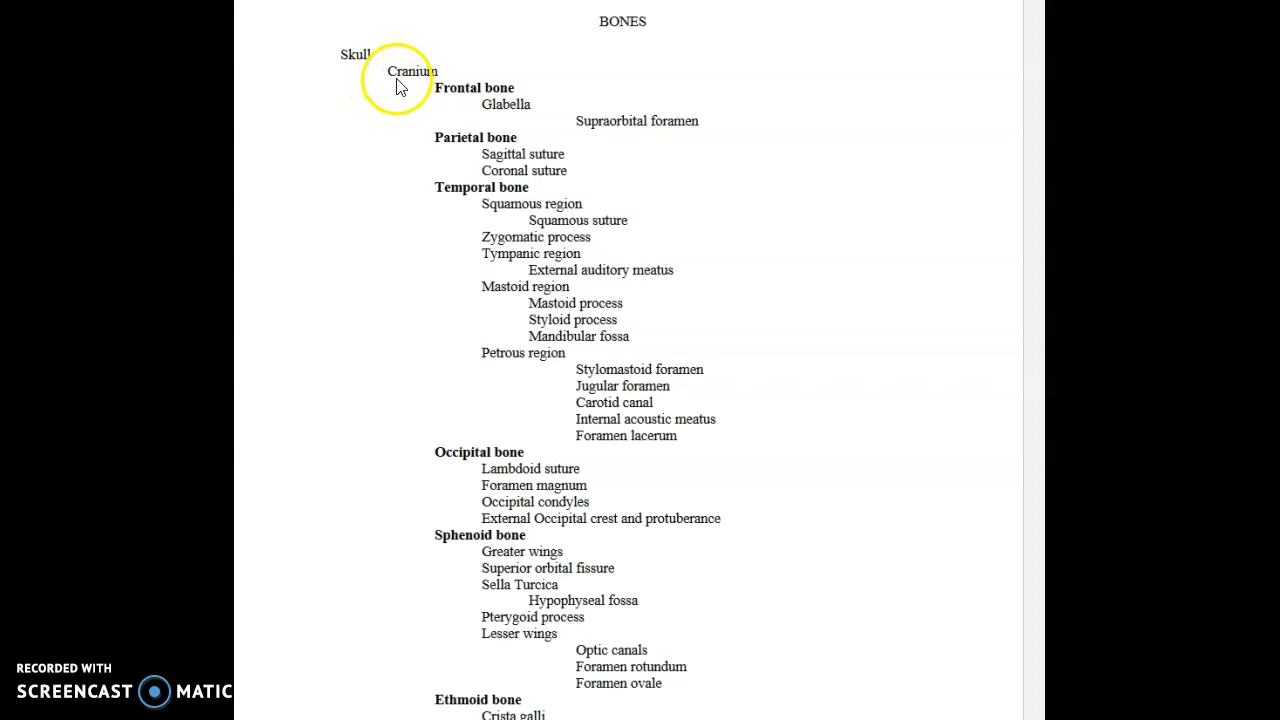 BONES
Skull
Cranium
Frontal bone
Glabella
Supraorbital foramen
Parietal bone
Sagittal suture
Coronal suture
Temporal bone
Squamous region
Squamous suture
Zygomatic process
Tympanic region
External auditory meatus
Mastoid region
Mastoid process
Styloid process
Mandibular fossa
Petrous region
Stylomastoid foramen
Jugular foramen
Carotid canal
Internal acoustic meatus
Foramen lacerum
Occipital bone
Lambdoid suture
Foramen magnum
Occipital condyles
External Occipital crest and protuberance
Sphenoid bone
Greater wings
Superior orbital fissure
Sella Turcica
Hypophyseal fossa
Pterygoid process
Lesser wings
Optic canals
Foramen rotundum
Foramen ovale
Ethmoid bone
Crista galli
RECORDED WITH
SCREENCAST MATIC